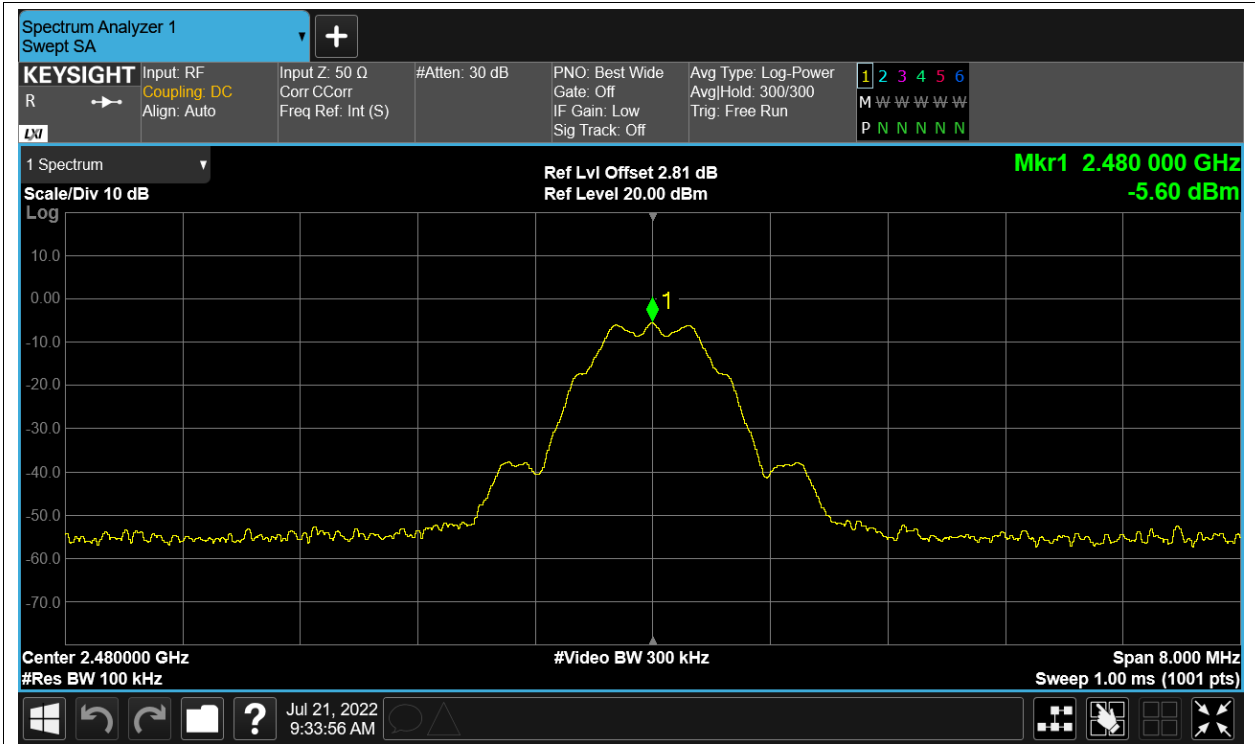 Spectrum Analyzer 1
Swept SA
KEYSIGHT
R
LXI
Input: RF
Coupling: DC
Align: Auto
Input Z: 50 Ω
Corr CCorr
Freq Ref: Int (S)
#Atten: 30 dB
PNO: Best Wide
Gate: Off
IF Gain: Low
Sig Track: Off
Avg Type: Log-Power
Avg|Hold: 300/300
Trig: Free Run
1 2 3 4 5 6
M W W W W W
P N N N N N
1 Spectrum
Scale/Div 10 dB
Log
Ref Lvl Offset 2.81 dB
Ref Level 20.00 dBm
Mkr1 2.480 000 GHz
-5.60 dBm
10.0
0.00
-10.0
-20.0
-30.0
-40.0
-50.0
-60.0
-70.0
1
Center 2.480000 GHz
#Res BW 100 kHz
#Video BW 300 kHz
Span 8.000 MHz
Sweep 1.00 ms (1001 pts)
?
Jul 21, 2022
9:33:56 AM